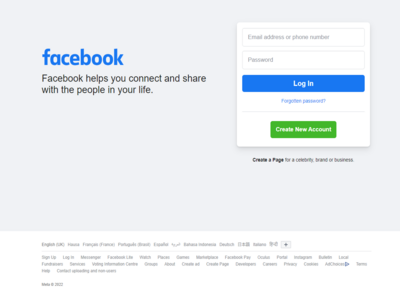 facebook
Facebook helps you connect and share
with the people in your life.
Email address or phone number
Password
Log In
Forgotten password?
Create New Account
Create a Page for a celebrity, brand or business.
English (UK) Hausa Français (France) Português (Brasil) Español العربية Bahasa Indonesia Deutsch 日本語 Italiano हिन्दी +
Sign Up Log In Messenger Facebook Lite Watch Places Games Marketplace Facebook Pay Oculus Portal Instagram Bulletin Local
Fundraisers Services Voting Information Centre Groups About Create ad Create Page Developers Careers Privacy Cookies AdChoices Terms
Help Contact uploading and non-users
Meta © 2022